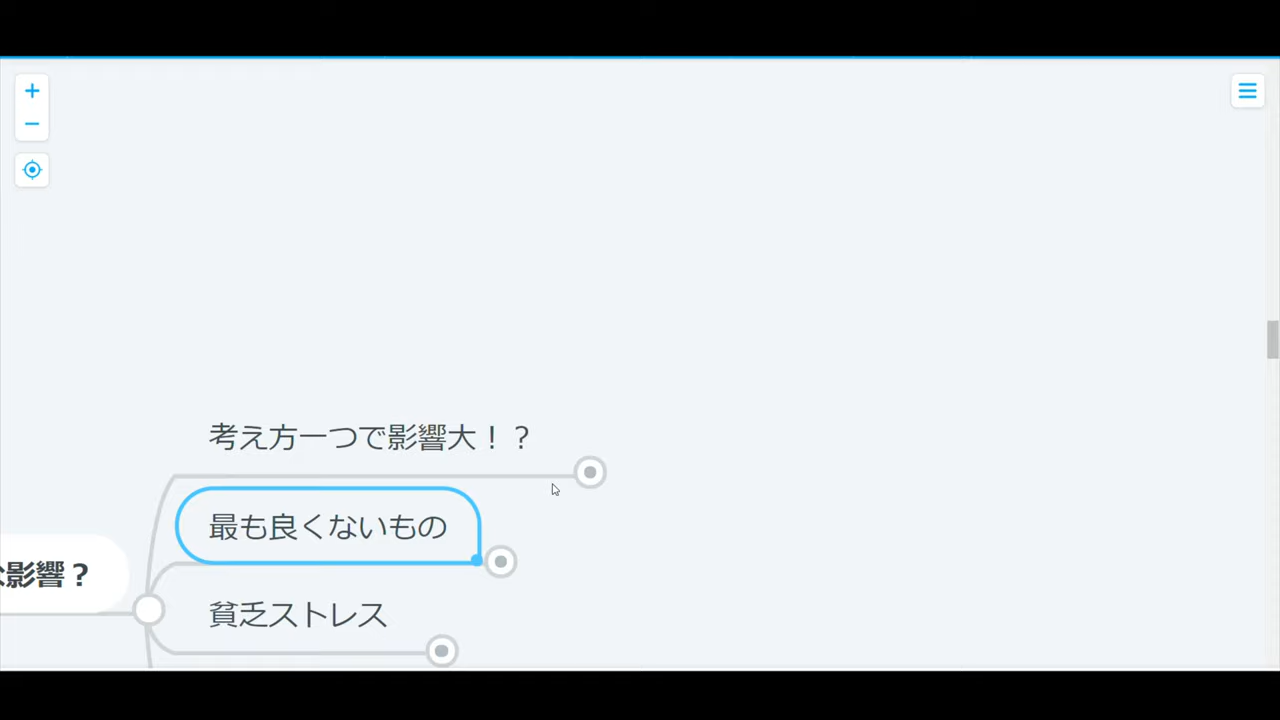 考え方一つで影響大！？
最も良くないもの
影響？
貧乏ストレス